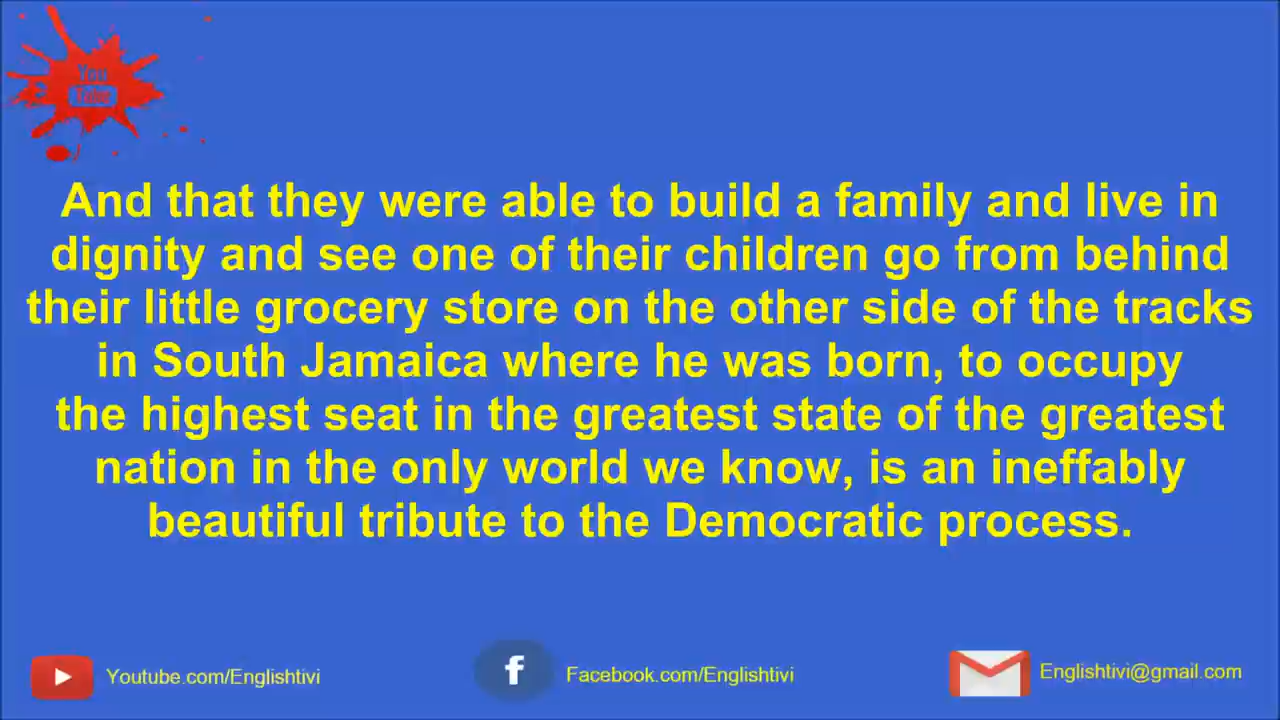 You
Tube
And that they were able to build a family and live in
dignity and see one of their children go from behind
their little grocery store on the other side of the tracks
in South Jamaica where he was born, to occupy
the highest seat in the greatest state of the greatest
nation in the only world we know, is an ineffably
beautiful tribute to the Democratic process.
Youtube.com/Englishtivi
f
Facebook.com/Englishtivi
Englishtivi@gmail.com